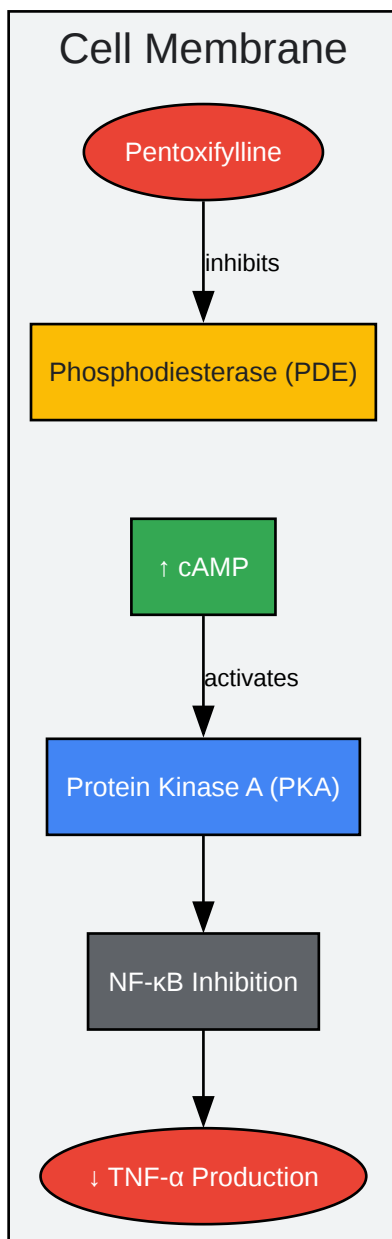 Cell Membrane
Pentoxifylline
inhibits
Phosphodiesterase (PDE)
↑ cAMP
activates
Protein Kinase A (PKA)
NF-κB Inhibition
↓ TNF-α Production